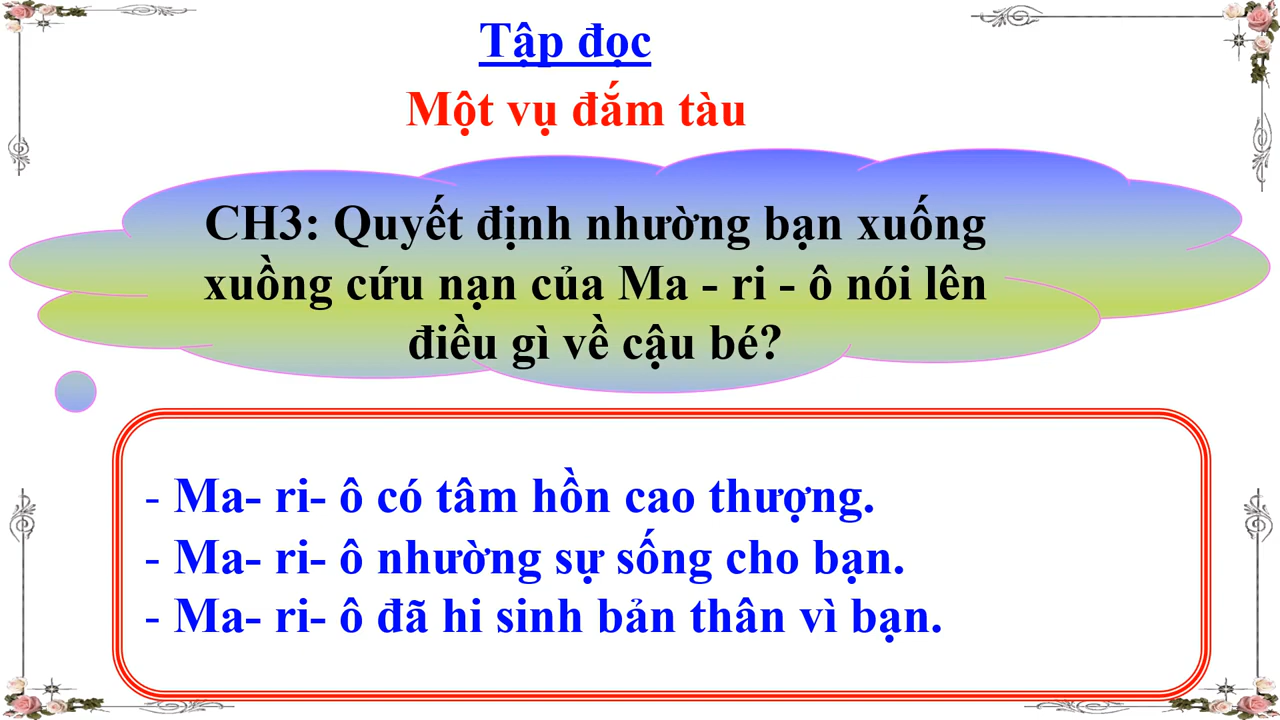 Tập đọc
Một vụ đắm tàu
CH3: Quyết định nhường bạn xuống
xuồng cứu nạn của Ma - ri - ô nói lên
điều gì về cậu bé?
- Ma- ri- ô có tâm hồn cao thượng.
- Ma- ri- ô nhường sự sống cho bạn.
- Ma- ri- ô đã hi sinh bản thân vì bạn.